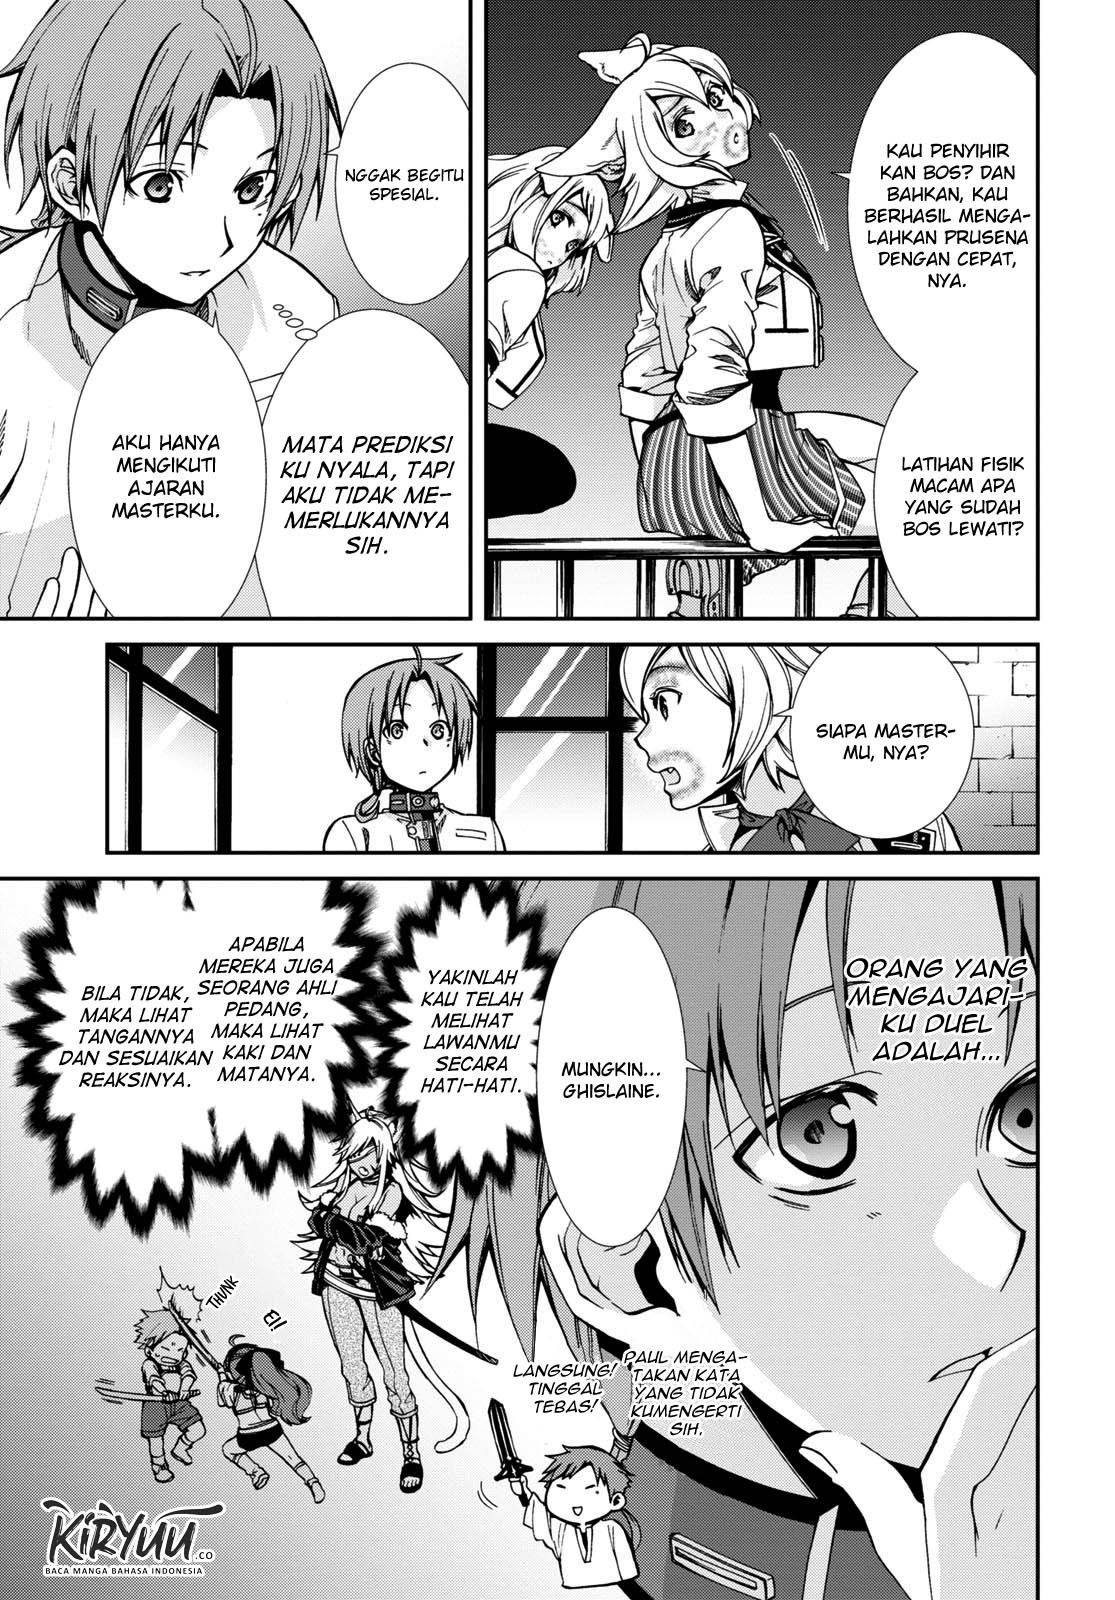 KAU PENYIHIR
KAN BOS? DAN
BAHKAN, KAU
BERHASIL MENGA-
LAHKAN PRUSENA
DENGAN CEPAT,
NYA.
LATIHAN FISIK
MACAM APA
YANG SUDAH
BOS LEWATI?
NGGAK BEGITU
SPESIAL.
MATA PREDIKSI
KU NYALA, TAPI
AKU TIDAK ME-
MERLUKANNYA
SIH.
AKU HANYA
MENGIKUTI
AJARAN
MASTERKU.
SIAPA MASTER-
MU, NYA?
ORANG YANG
MENGAJARI-
KU DUEL
ADALAH...
MUNGKIN...
GHISLAINE.
YAKINLAH
KAU TELAH
MELIHAT
LAWANMU
SECARA
HATI-HATI.
APABILA
MEREKA JUGA
SEORANG AHLI
PEDANG,
MAKA LIHAT
KAKI DAN
MATANYA.
BILA TIDAK,
MAKA LIHAT
TANGANNYA
DAN SESUAIKAN
REAKSINYA.
THUNK
EI!
PAUL MENGA-
TAKAN KATA
YANG TIDAK
KUMENGERTI
SIH.
LANGSUNG!
TINGGAL
TEBAS!
KIRYUU
.CO
BACA MANGA BAHASA INDONESIA